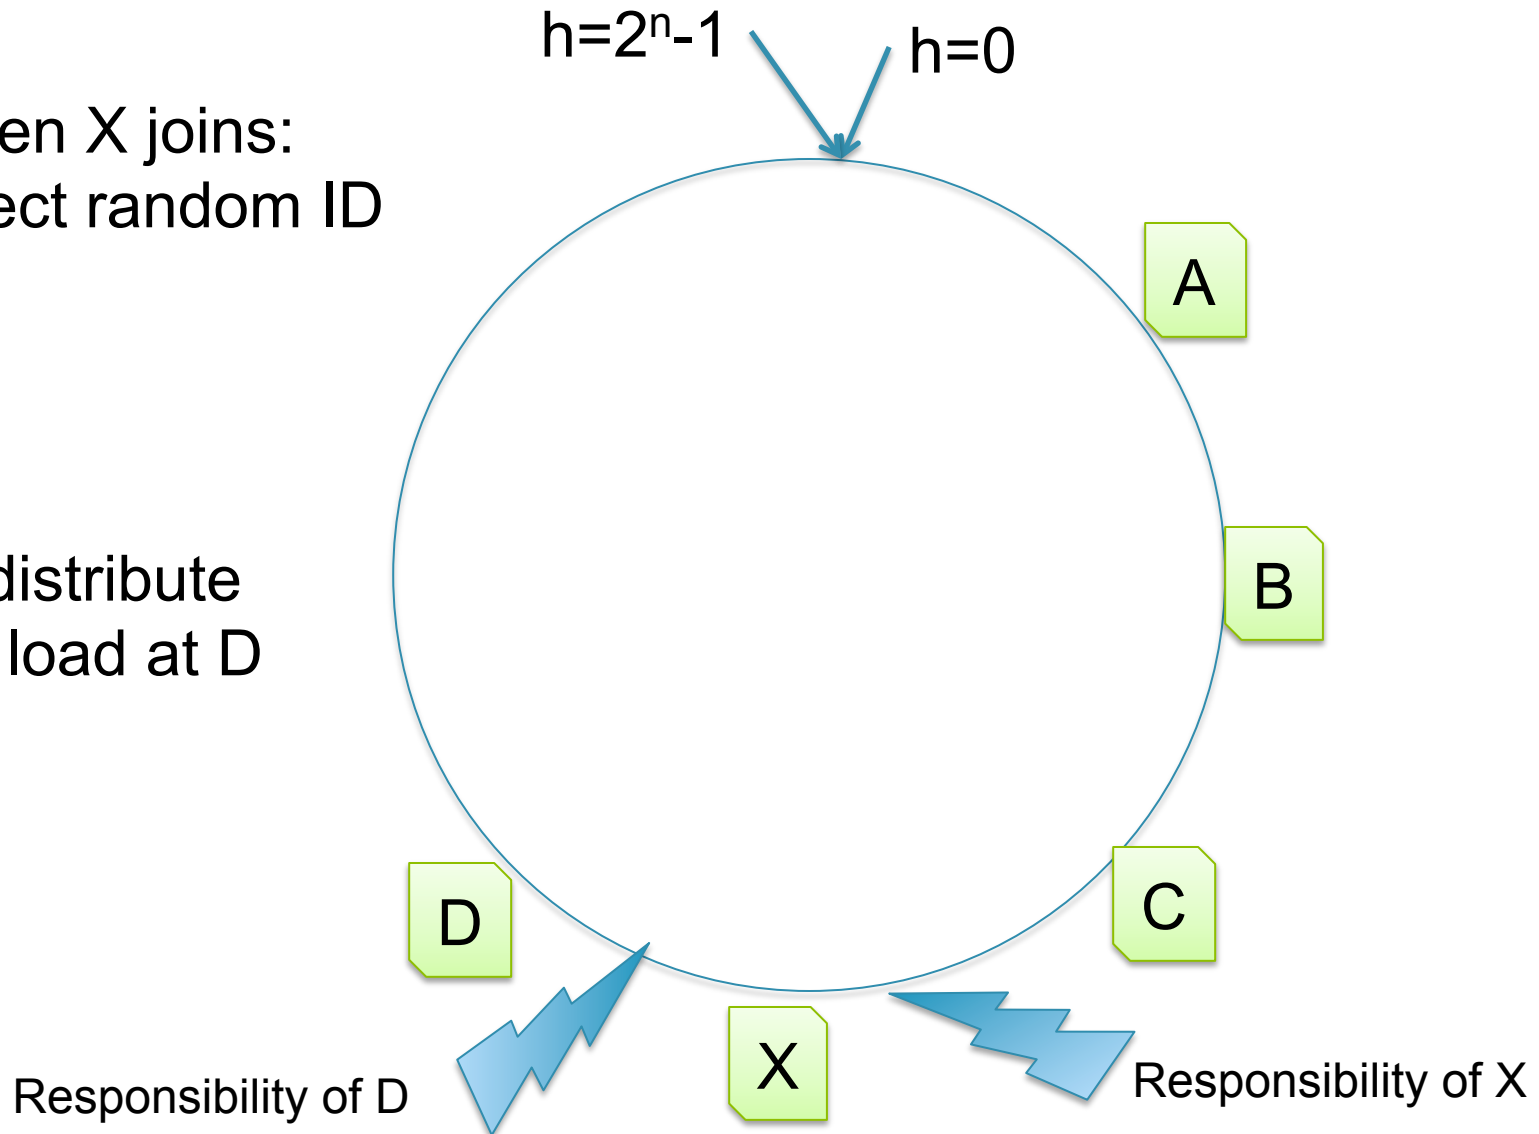 h=2ⁿ-1
h=0
en X joins:
ect random ID
A
distribute
load at D
B
C
D
X
Responsibility of D
Responsibility of X